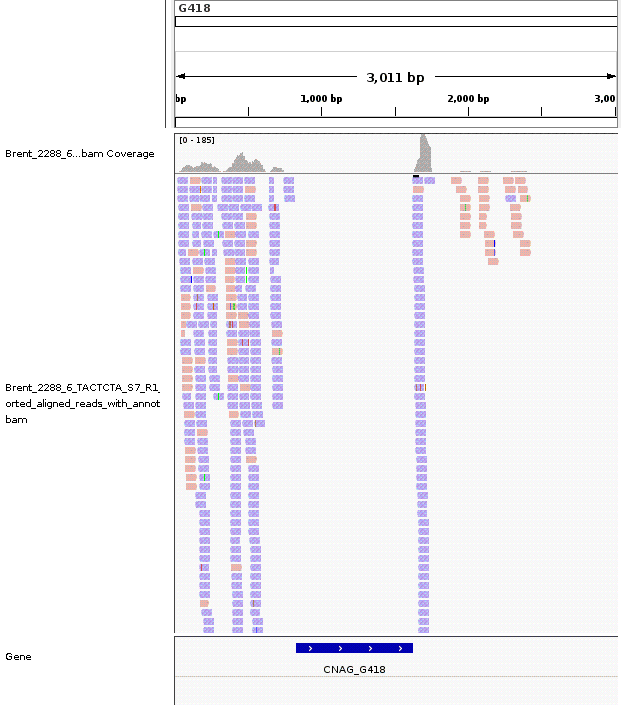 G418
3,011 bp
bp 1,000 bp 2,000 bp 3,00
[0 - 185]
Brent_2288_6...bam Coverage
Brent_2288_6_TACTCTA_S7_R1_
orted_aligned_reads_with_annot
bam
Gene
CNAG_G418